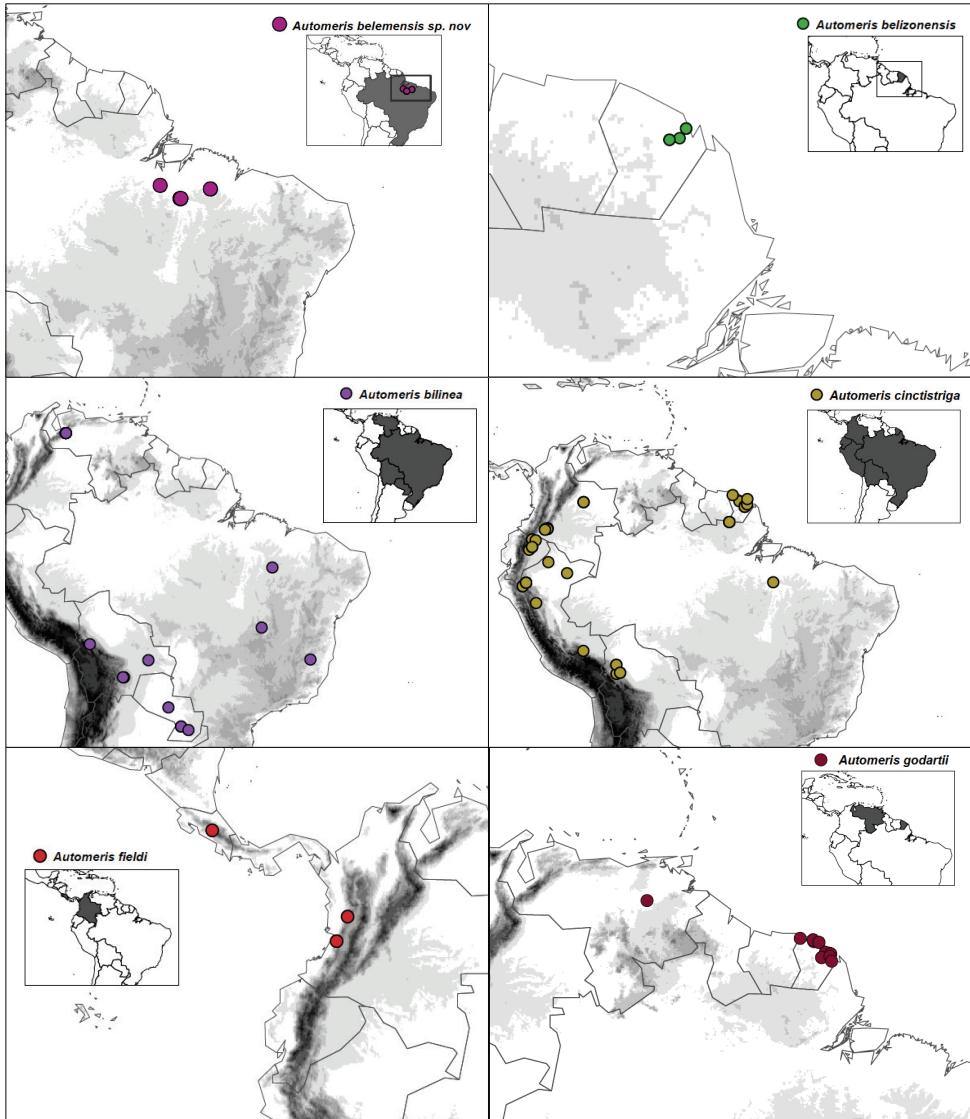 Automeris belemensis sp. nov
Automeris belizonensis
Automeris bilinea
Automeris cinctistriga
Automeris fieldi
Automeris godartii